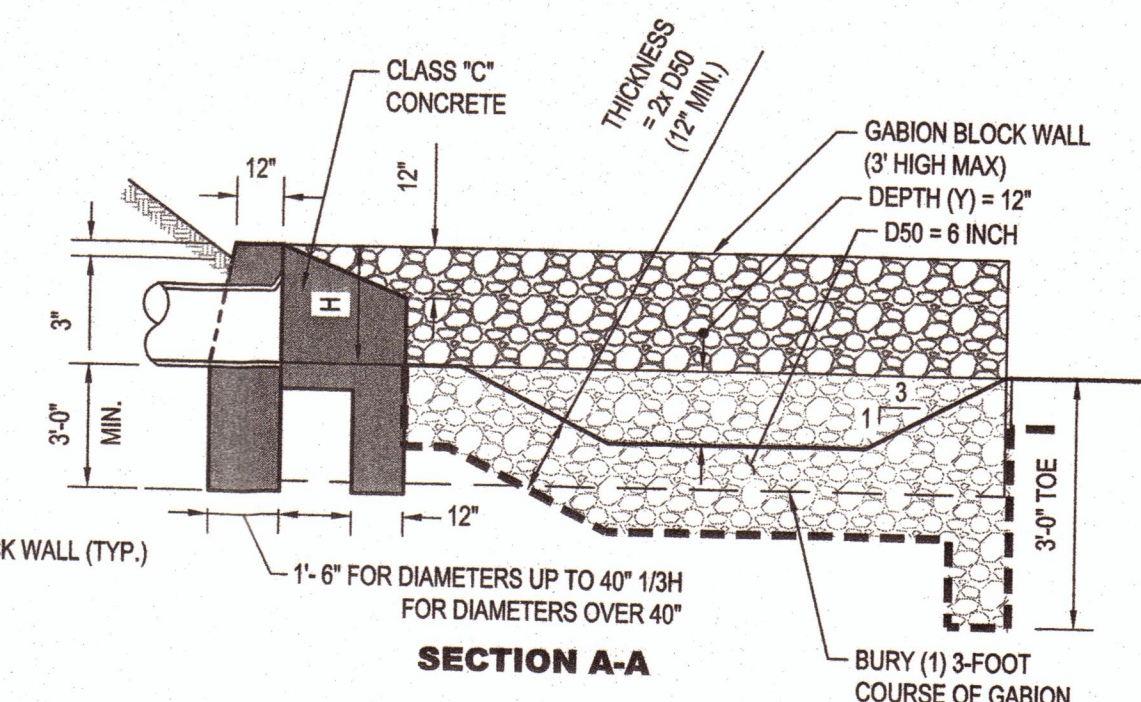 CLASS "C"
CONCRETE
THICKNESS
= 2x D50
(12" MIN.)
GABION BLOCK WALL
(3' HIGH MAX)
DEPTH (Y) = 12"
D50 = 6 INCH
12"
12"
H
3"
3'-0"
MIN.
3
1
3'-0" TOE
12"
CK WALL (TYP.)
1'- 6" FOR DIAMETERS UP TO 40" 1/3H
FOR DIAMETERS OVER 40"
SECTION A-A
BURY (1) 3-FOOT
COURSE OF GABION